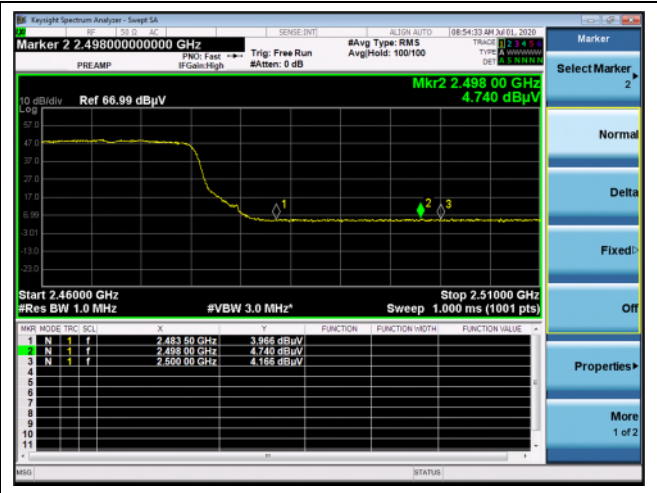 Keysight Spectrum Analyzer - Swept SA
RF 50 Ω AC SENSE:INT ALIGN AUTO 08:54:33 AM Jul 01, 2020
Marker 2 2.498000000000 GHz
#Avg Type: RMS
TRACE 1 2 3 4 5 6
PREAMP
PNO: Fast
IFGain:High
Trig: Free Run
#Atten: 0 dB
Avg|Hold: 100/100
TYPE A WWWWW
DET A S N N N N
Mkr2 2.498 00 GHz
4.740 dBµV
10 dB/div Ref 66.99 dBµV
Log
57.0
47.0
37.0
27.0
17.0
6.99
-3.01
-13.0
-23.0
1
2
3
Start 2.46000 GHz
Stop 2.51000 GHz
#Res BW 1.0 MHz
#VBW 3.0 MHz*
Sweep 1.000 ms (1001 pts)
MKR MODE TRC SCL X Y FUNCTION FUNCTION WIDTH FUNCTION VALUE
1 N 1 f 2.483 50 GHz 3.966 dBµV
2 N 1 f 2.498 00 GHz 4.740 dBµV
3 N 1 f 2.500 00 GHz 4.166 dBµV
4
5
6
7
8
9
10
11
MSG
STATUS
Marker
Select Marker
2
Normal
Delta
Fixed
Off
Properties
More
1 of 2